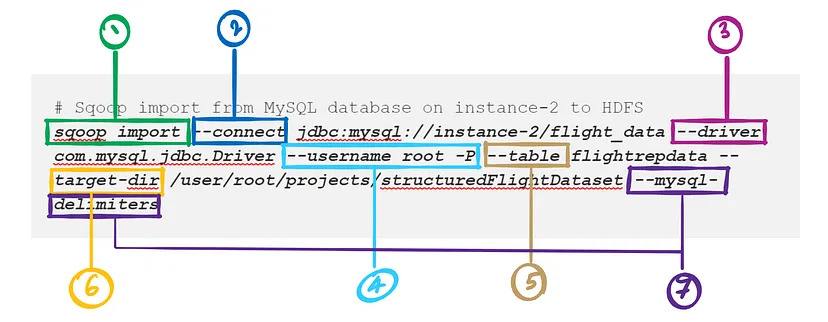 1 2 3
# Sqoop import from MySQL database on instance-2 to HDFS
sqoop import --connect jdbc:mysql://instance-2/flight_data --driver
com.mysql.jdbc.Driver --username root -P --table flightrepdata --
target-dir /user/root/projects/structuredFlightDataset --mysql-
delimiters
6 4 5 7